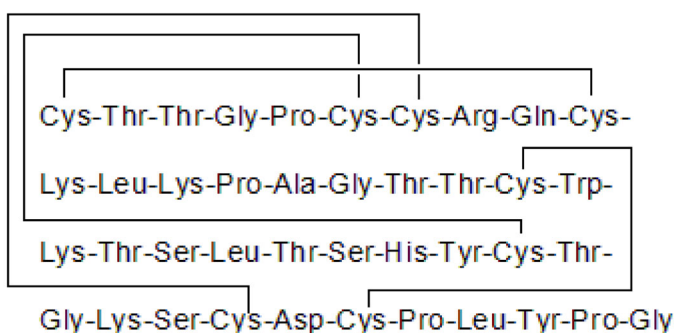 Cys-Thr-Thr-Gly-Pro-Cys-Cys-Arg-Gln-Cys-
Lys-Leu-Lys-Pro-Ala-Gly-Thr-Thr-Cys-Trp-
Lys-Thr-Ser-Leu-Thr-Ser-His-Tyr-Cys-Thr-
Gly-Lys-Ser-Cys-Asp-Cys-Pro-Leu-Tyr-Pro-Gly